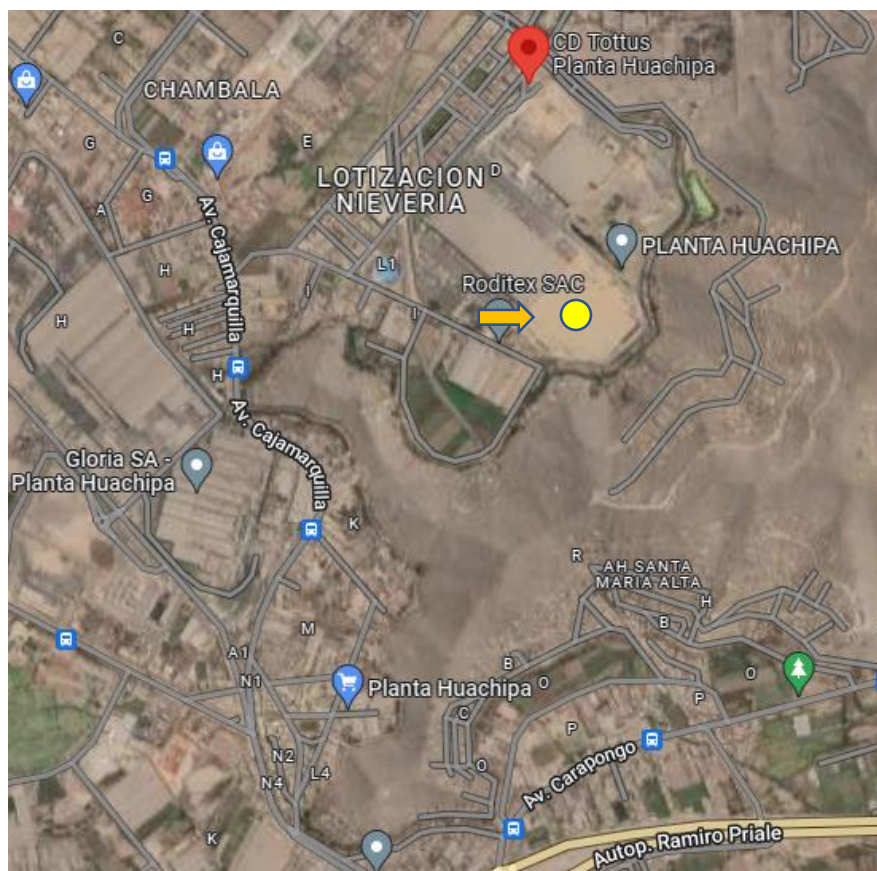 C
CD Tottus
Planta Huachipa
CHAMBALA
G
E
LOTIZACION
NIEVERIA
D
A
G
Av. Cajamarquilla
PLANTA HUACHIPA
H
L1
I
Roditex SAC
I
H
H
H
Av. Cajamarquilla
Gloria SA -
Planta Huachipa
K
R
AH SANTA
MARIA ALTA
H
B
M
A1
B
O
O
N1
Planta Huachipa
P
C
P
N2
L4
N4
O
Av. Carapongo
K
Autop. Ramiro Priale